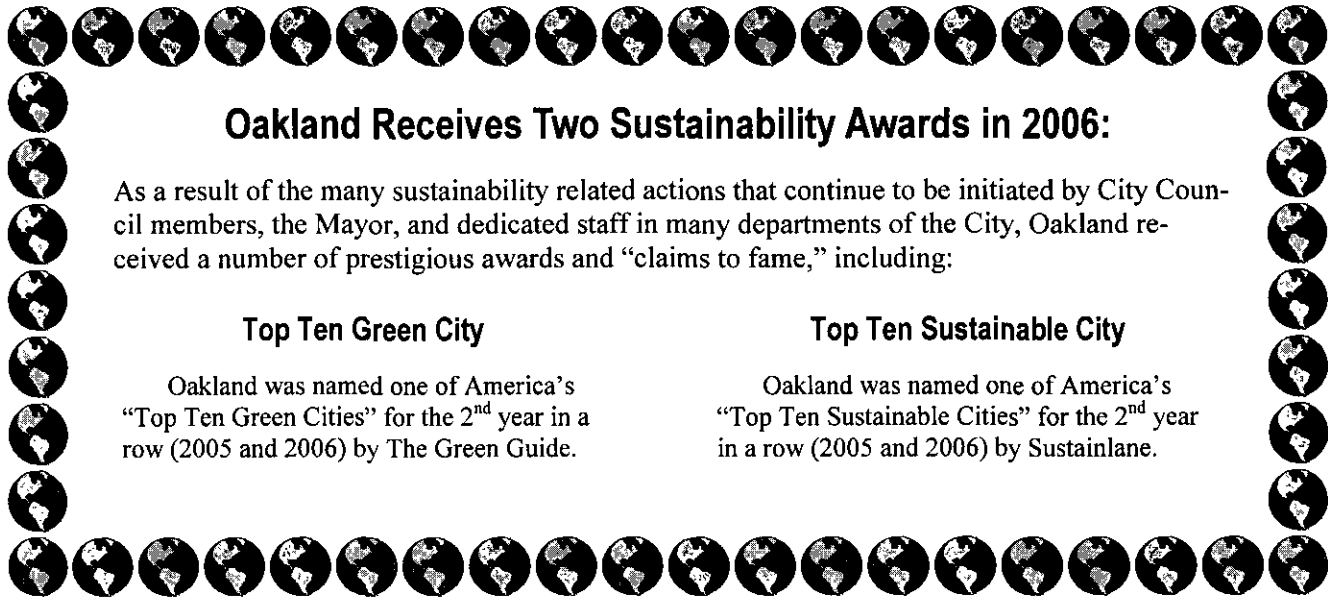 Oakland Receives Two Sustainability Awards in 2006:
As a result of the many sustainability related actions that continue to be initiated by City Coun-
cil members, the Mayor, and dedicated staff in many departments of the City, Oakland re-
ceived a number of prestigious awards and “claims to fame,” including:
Top Ten Green City
Oakland was named one of America’s
“Top Ten Green Cities” for the 2nd year in a
row (2005 and 2006) by The Green Guide.
Top Ten Sustainable City
Oakland was named one of America’s
“Top Ten Sustainable Cities” for the 2nd year
in a row (2005 and 2006) by Sustainlane.